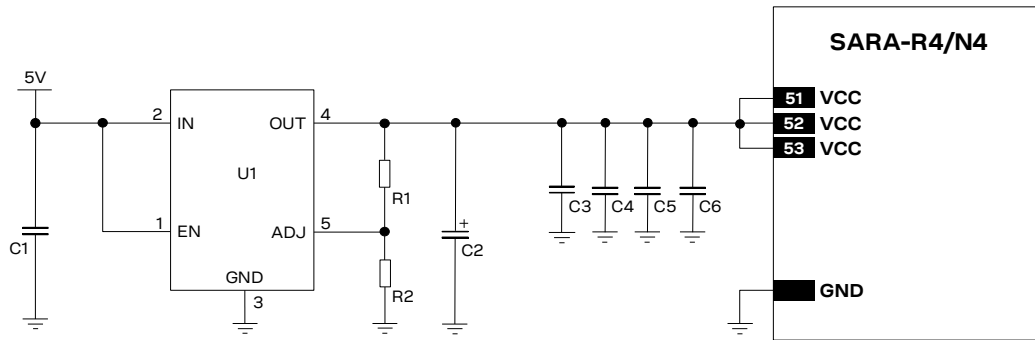 SARA-R4/N4
5V
51 VCC
2 IN OUT 4
52 VCC
53 VCC
U1
R1
C3 C4 C5 C6
1 EN ADJ 5
+
C1
C2
GND
3
R2
GND